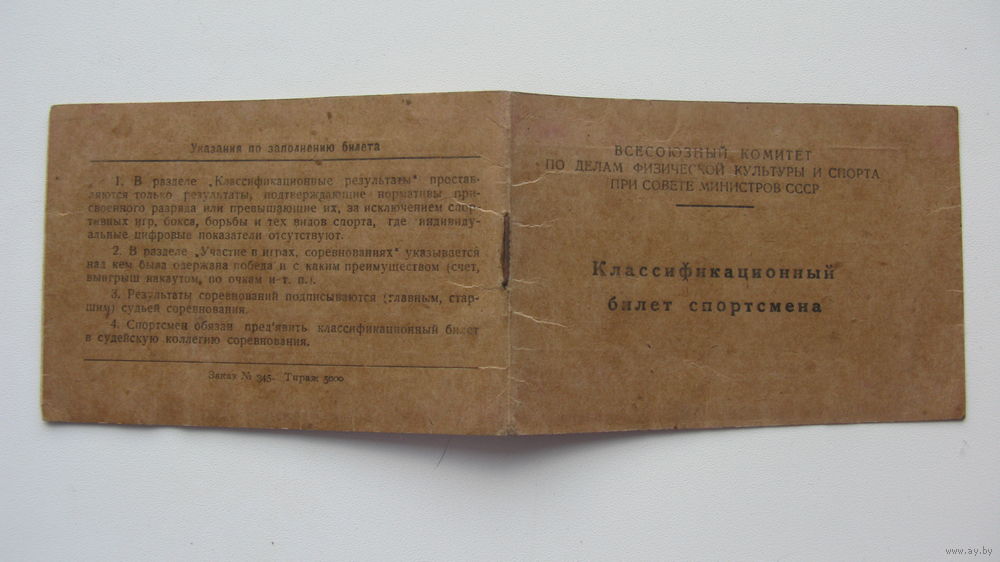 Указания по заполнению билета
1. В разделе „Классификационные результаты" простав-
ляются только результаты, подтверждающие нормативы при-
своенного разряда или превышающие их, за исключением спор-
тивных игр, бокса, борьбы и тех видов спорта, где индивиду-
альные цифровые показатели отсутствуют.
2. В разделе „Участие в играх, соревнованиях" указывается
над кем была одержана победа и с каким преимуществом (счет,
выигрыш накаутом, по очкам и т. п.).
3. Результаты соревнований подписываются (главным, стар-
шим) судьей соревнования.
4. Спортсмен обязан пред'явить классификационный билет
в судейскую коллегию соревнования.
Заказ № 345. Тираж 5000
ВСЕСОЮЗНЫЙ КОМИТЕТ
ПО ДЕЛАМ ФИЗИЧЕСКОЙ КУЛЬТУРЫ И СПОРТА
ПРИ СОВЕТЕ МИНИСТРОВ СССР
Классификационный
билет спортсмена
www.ay.by